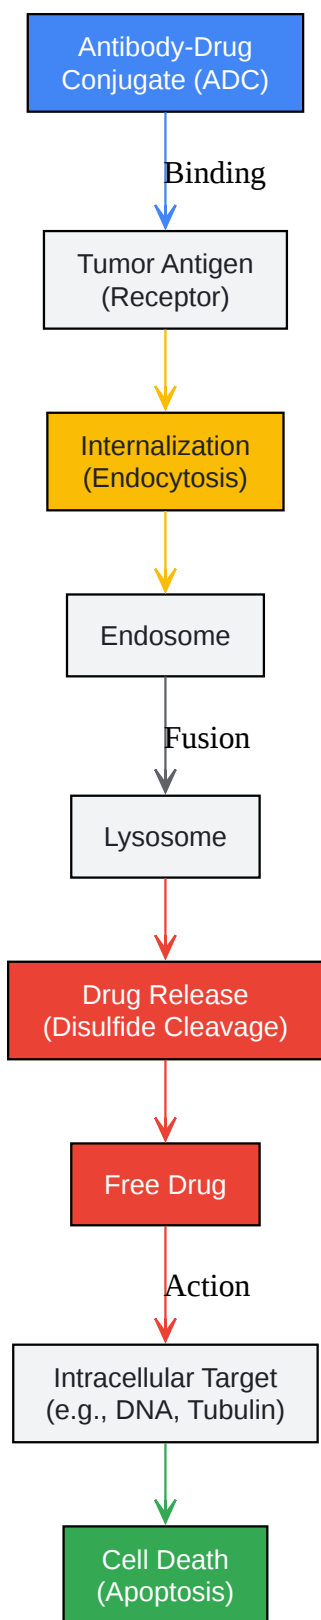 Antibody-Drug
Conjugate (ADC)
Binding
Tumor Antigen
(Receptor)
Internalization
(Endocytosis)
Endosome
Fusion
Lysosome
Drug Release
(Disulfide Cleavage)
Free Drug
Action
Intracellular Target
(e.g., DNA, Tubulin)
Cell Death
(Apoptosis)